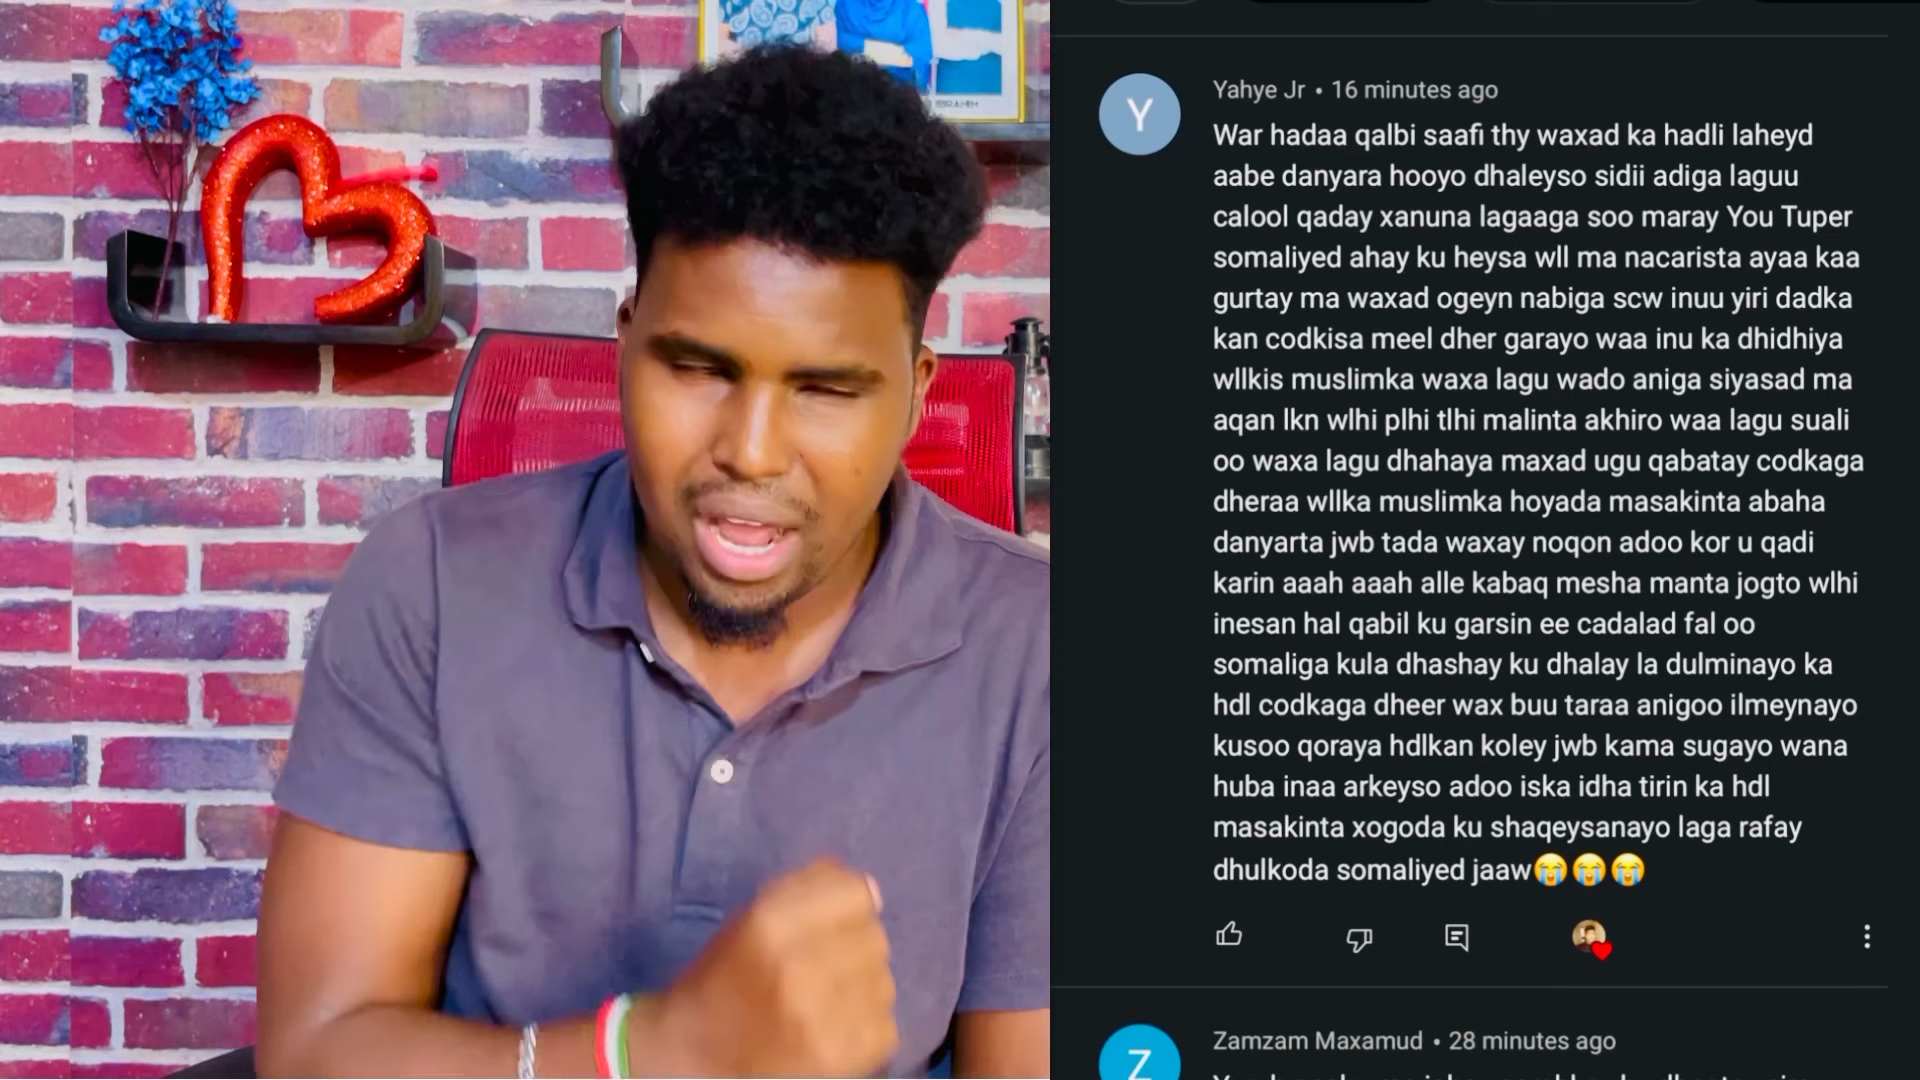 EBRAHIM
Yahye Jr • 16 minutes ago
War hadaa qalbi saafi thy waxad ka hadli laheyd
aabe danyara hooyo dhaleyso sidii adiga laguu
calool qaday xanuna lagaaga soo maray You Tuper
somaliyed ahay ku heysa wll ma nacarista ayaa kaa
gurtay ma waxad ogeyn nabiga scw inuu yiri dadka
kan codkisa meel dher garayo waa inu ka dhidhiya
wllkis muslimka waxa lagu wado aniga siyasad ma
aqan lkn wlhi plhi tlhi malinta akhiro waa lagu suali
oo waxa lagu dhahaya maxad ugu qabatay codkaga
dheraa wllka muslimka hoyada masakinta abaha
danyarta jwb tada waxay noqon adoo kor u qadi
karin aaah aaah alle kabaq mesha manta jogto wlhi
inesan hal qabil ku garsin ee cadalad fal oo
somaliga kula dhashay ku dhalay la dulminayo ka
hdl codkaga dheer wax buu taraa anigoo ilmeynayo
kusoo qoraya hdlkan koley jwb kama sugayo wana
huba inaa arkeyso adoo iska idha tirin ka hdl
masakinta xogoda ku shaqeysanayo laga rafay
dhulkoda somaliyed jaaw😭😭😭
Y
Zamzam Maxamud • 28 minutes ago
Z